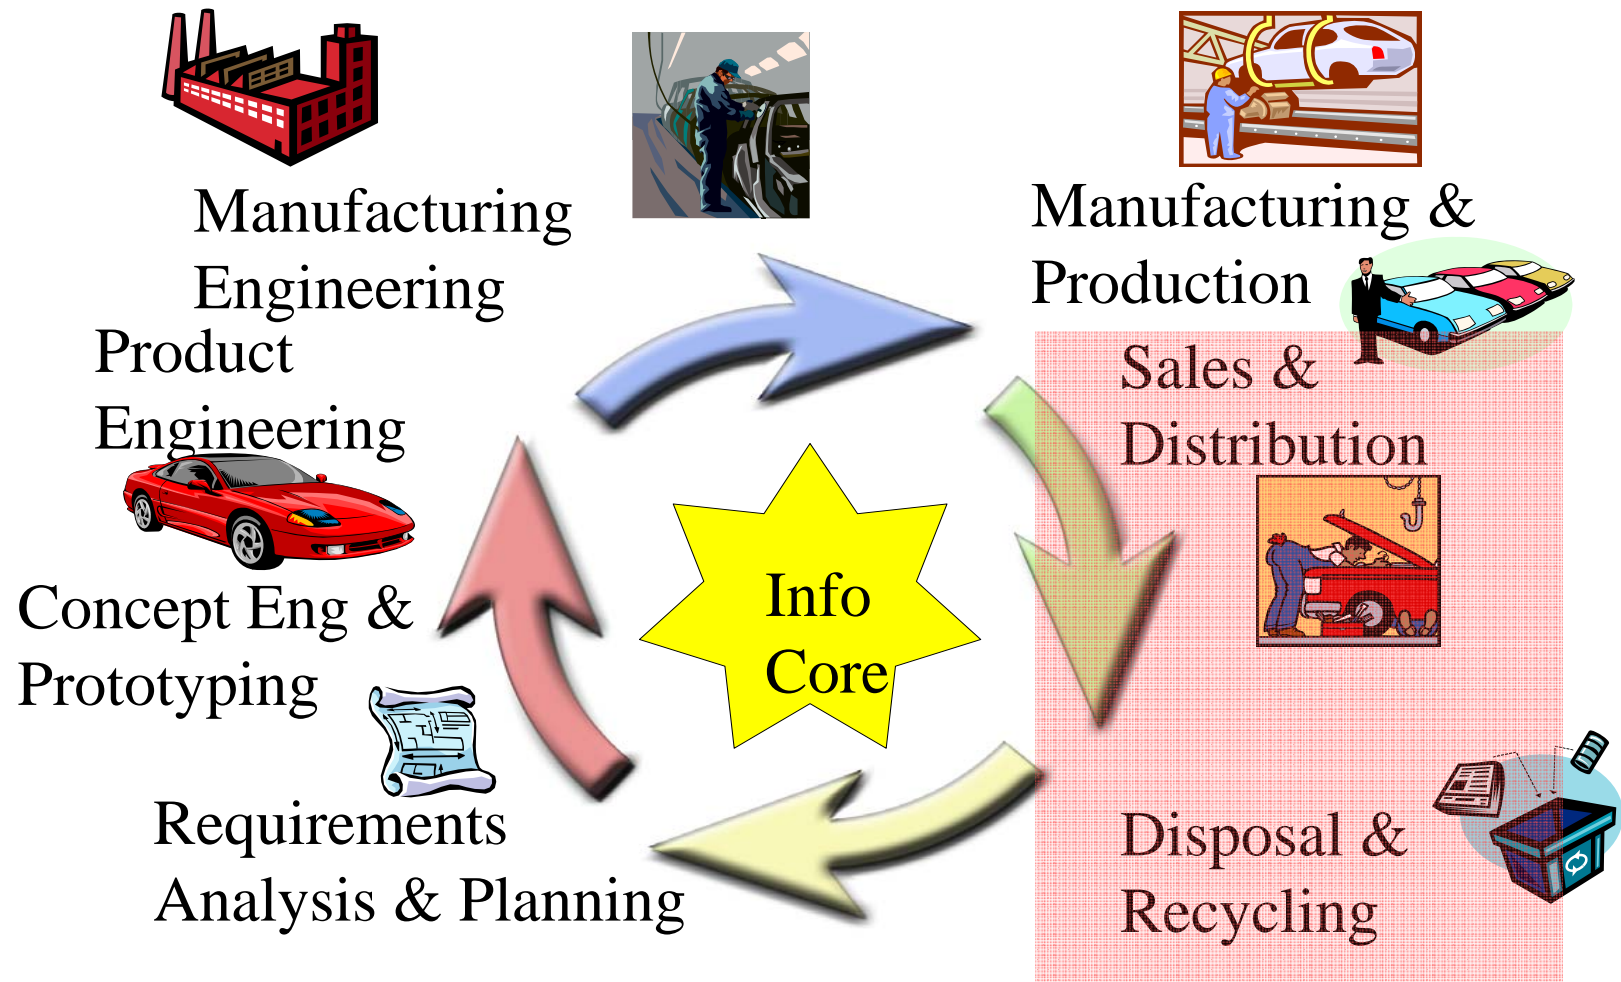 Manufacturing
Engineering
Manufacturing &
Production
Product
Engineering
Sales &
Distribution
Concept Eng &
Prototyping
Info
Core
Requirements
Analysis & Planning
Disposal &
Recycling